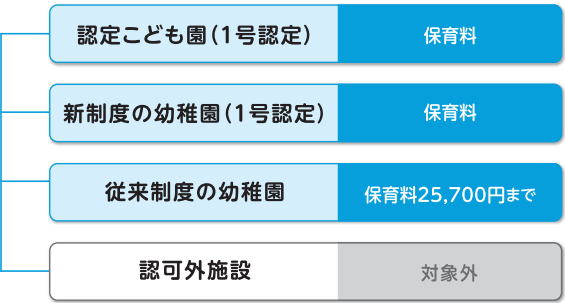 認定こども園(1号認定) 保育料
新制度の幼稚園(1号認定) 保育料
従来制度の幼稚園 保育料25,700円まで
認可外施設 対象外